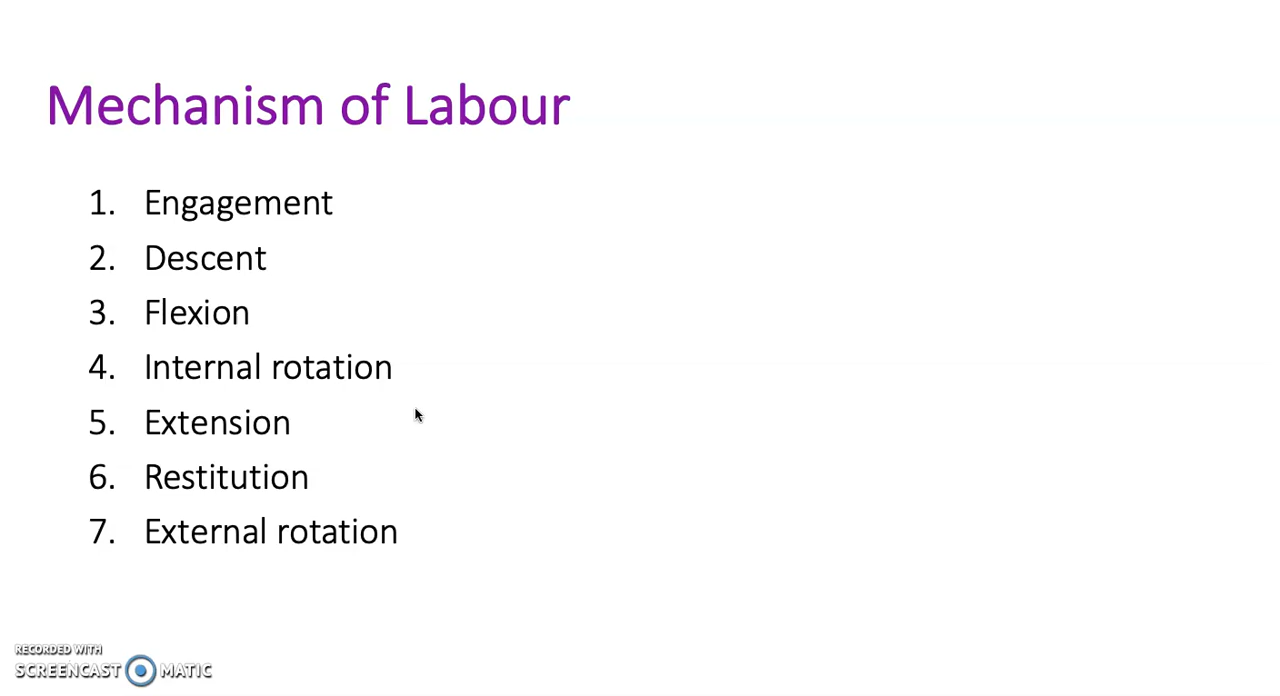 Mechanism of Labour
1. Engagement
2. Descent
3. Flexion
4. Internal rotation
5. Extension
6. Restitution
7. External rotation
RECORDED WITH
SCREENCAST MATIC